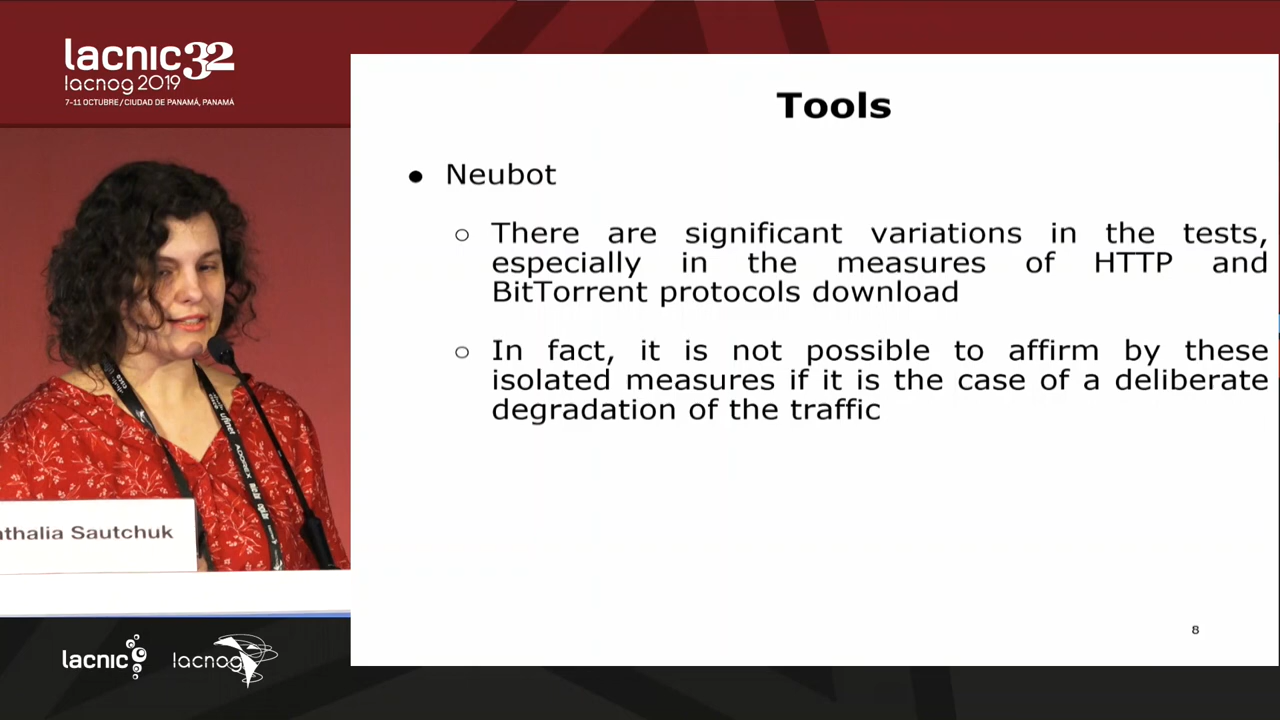 lacnic32
lacnog 2019
7-11 OCTUBRE / CIUDAD DE PANAMÁ, PANAMÁ
Tools
● Neubot
○ There are significant variations in the tests,
especially in the measures of HTTP and
BitTorrent protocols download
○ In fact, it is not possible to affirm by these
isolated measures if it is the case of a deliberate
degradation of the traffic
8
athalia Sautchuk
ufinet
ADOREX
lacnic
lacnog